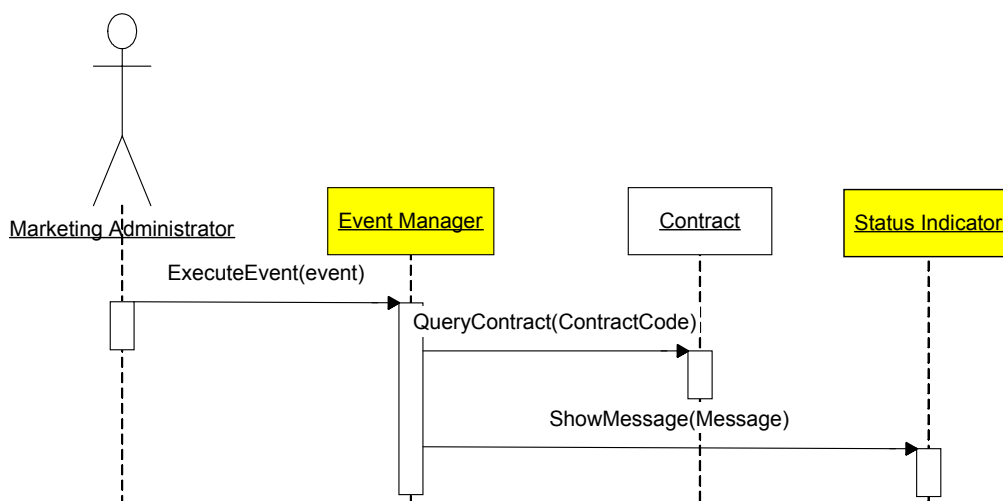 Marketing Administrator
Event Manager
Contract
Status Indicator
ExecuteEvent(event)
QueryContract(ContractCode)
ShowMessage(Message)